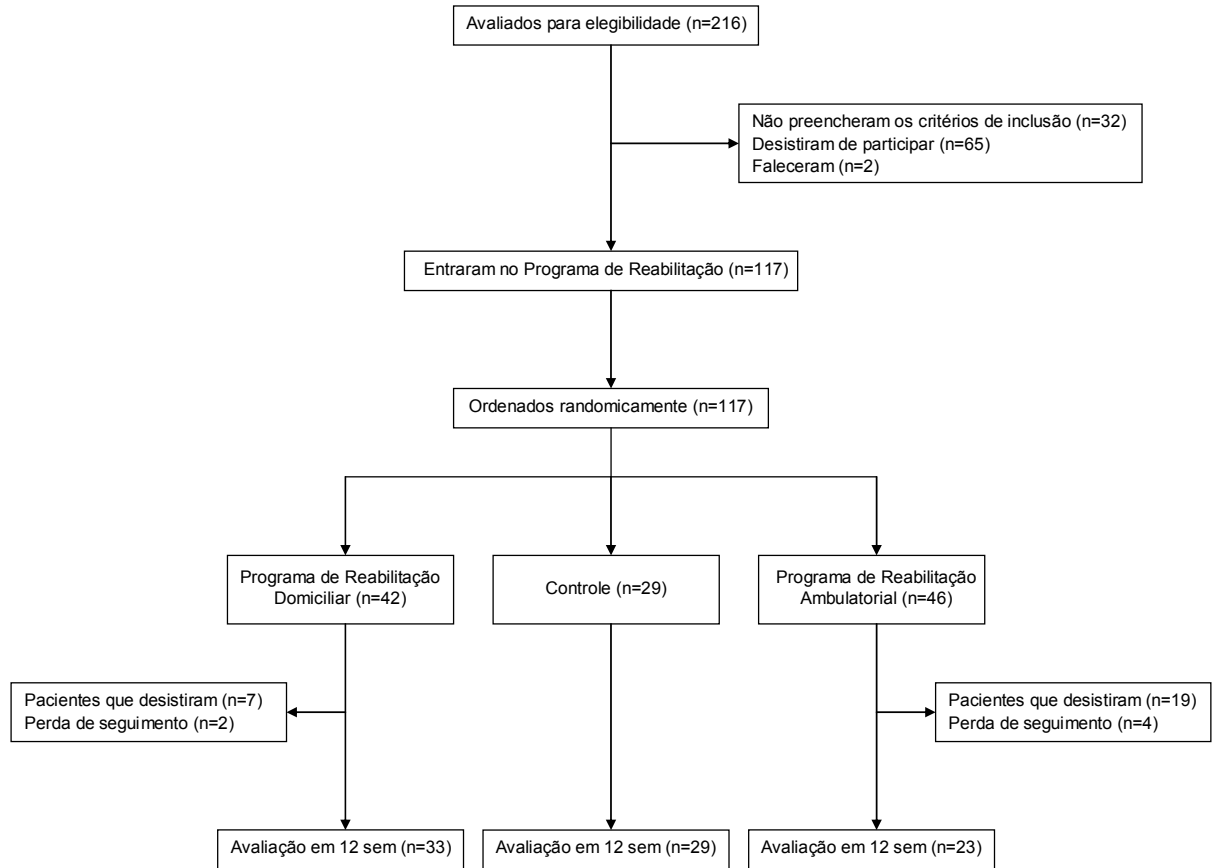 Avaliados para elegibilidade (n=216)
Não preencheram os critérios de inclusão (n=32)
Desistiram de participar (n=65)
Faleceram (n=2)
Entraram no Programa de Reabilitação (n=117)
Ordenados randomicamente (n=117)
Programa de Reabilitação
Domiciliar (n=42)
Controle (n=29)
Programa de Reabilitação
Ambulatorial (n=46)
Pacientes que desistiram (n=7)
Perda de seguimento (n=2)
Pacientes que desistiram (n=19)
Perda de seguimento (n=4)
Avaliação em 12 sem (n=33)
Avaliação em 12 sem (n=29)
Avaliação em 12 sem (n=23)